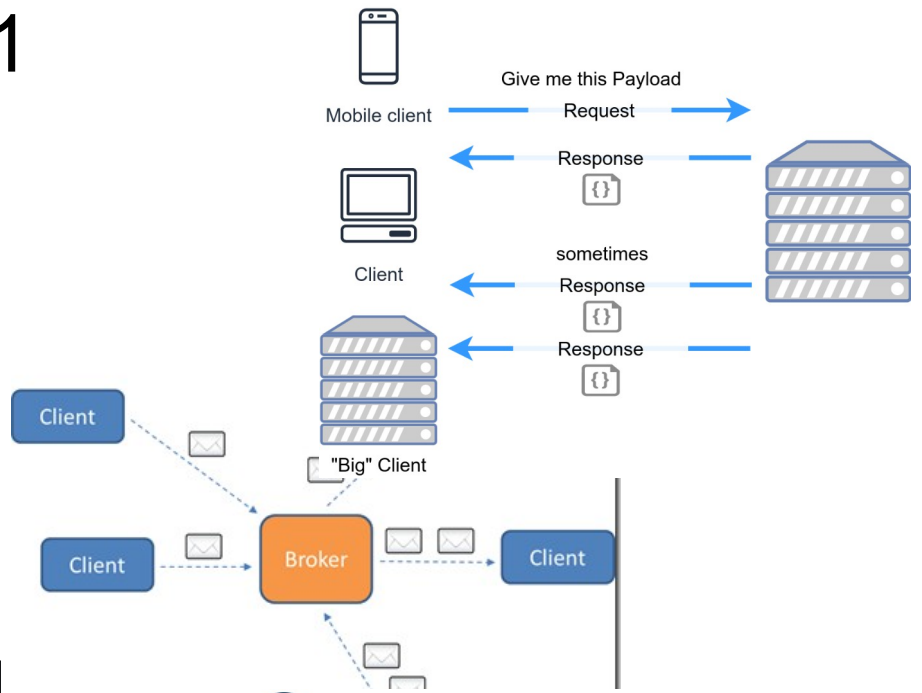 1
Give me this Payload
Mobile client
Request
Response
{}
sometimes
Client
Response
{}
Response
{}
Client
"Big" Client
Client
Broker
Client